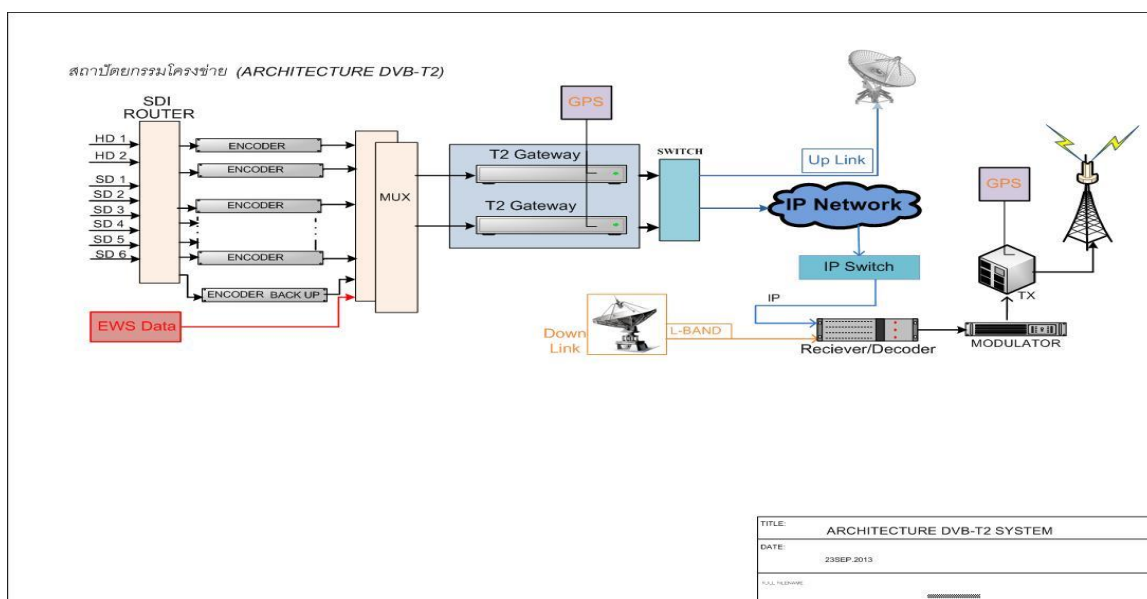 สถาปัตยกรรมโครงข่าย (ARCHITECTURE DVB-T2)
SDI
ROUTER
HD 1
HD 2
SD 1
SD 2
SD 3
SD 4
SD 5
SD 6
ENCODER
ENCODER
ENCODER
ENCODER
ENCODER BACK UP
EWS Data
MUX
GPS
T2 Gateway
T2 Gateway
SWITCH
Up Link
IP Network
IP Switch
IP
Down
Link
L-BAND
Reciever/Decoder
MODULATOR
GPS
TX
TITLE:
ARCHITECTURE DVB-T2 SYSTEM
DATE:
23SEP.2013